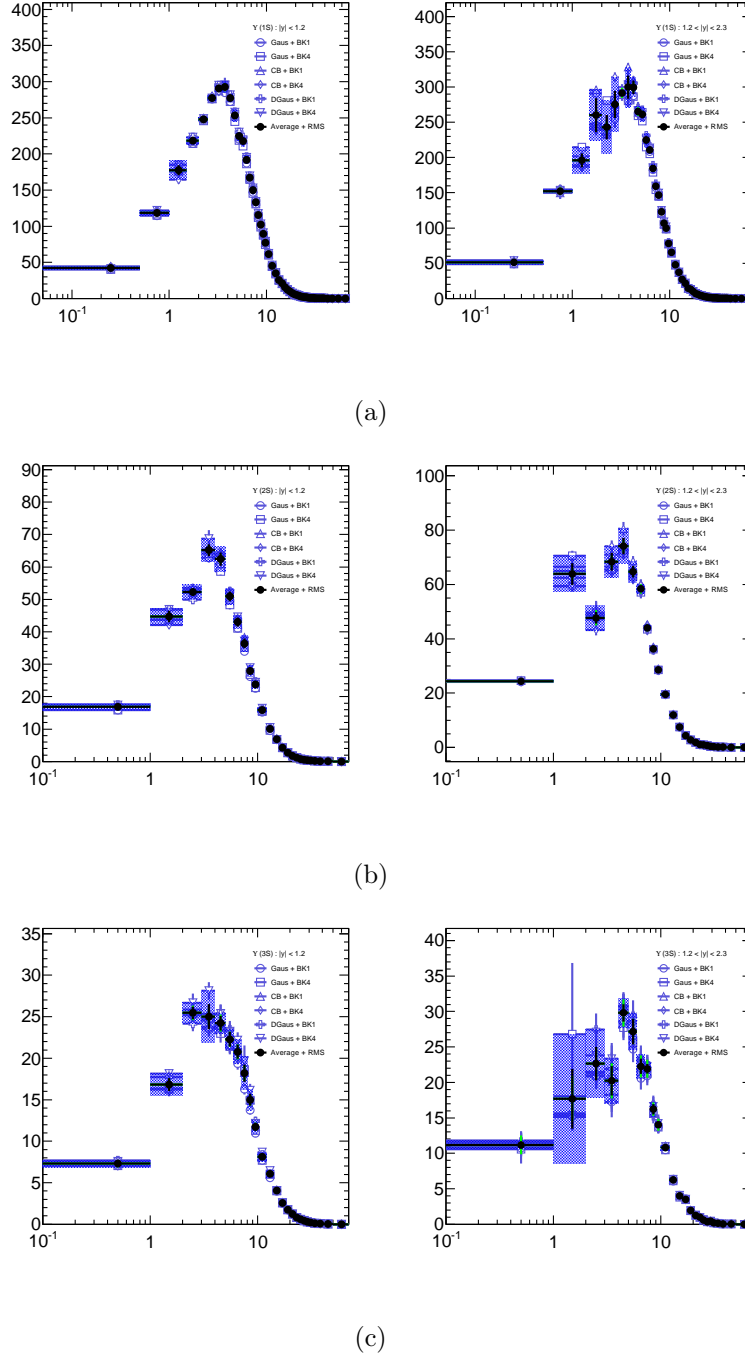 400
350
300
250
200
150
100
50
0
10⁻¹ 1 10
ϒ (1S) : |y| < 1.2
Gaus + BK1
Gaus + BK4
CB + BK1
CB + BK4
DGaus + BK1
DGaus + BK4
Average + RMS
400
350
300
250
200
150
100
50
0
10⁻¹ 1 10
ϒ (1S) : 1.2 < |y| < 2.3
Gaus + BK1
Gaus + BK4
CB + BK1
CB + BK4
DGaus + BK1
DGaus + BK4
Average + RMS
(a)
90
80
70
60
50
40
30
20
10
0
10⁻¹ 1 10
ϒ (2S) : |y| < 1.2
Gaus + BK1
Gaus + BK4
CB + BK1
CB + BK4
DGaus + BK1
DGaus + BK4
Average + RMS
100
80
60
40
20
0
10⁻¹ 1 10
ϒ (2S) : 1.2 < |y| < 2.3
Gaus + BK1
Gaus + BK4
CB + BK1
CB + BK4
DGaus + BK1
DGaus + BK4
Average + RMS
(b)
35
30
25
20
15
10
5
0
10⁻¹ 1 10
ϒ (3S) : |y| < 1.2
Gaus + BK1
Gaus + BK4
CB + BK1
CB + BK4
DGaus + BK1
DGaus + BK4
Average + RMS
40
35
30
25
20
15
10
5
0
10⁻¹ 1 10
ϒ (3S) : 1.2 < |y| < 2.3
Gaus + BK1
Gaus + BK4
CB + BK1
CB + BK4
DGaus + BK1
DGaus + BK4
Average + RMS
(c)